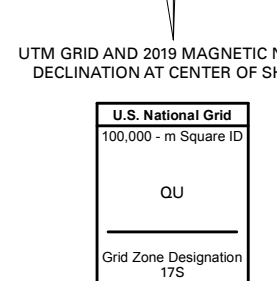 UTM GRID AND 2019 MAGNETIC N
DECLINATION AT CENTER OF SH
U.S. National Grid
100,000 - m Square ID
QU
Grid Zone Designation
17S